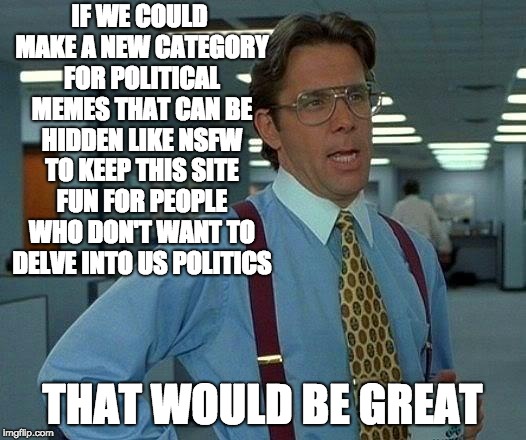 IF WE COULD
MAKE A NEW CATEGORY
FOR POLITICAL
MEMES THAT CAN BE
HIDDEN LIKE NSFW
TO KEEP THIS SITE
FUN FOR PEOPLE
WHO DON'T WANT TO
DELVE INTO US POLITICS
THAT WOULD BE GREAT
imgflip.com